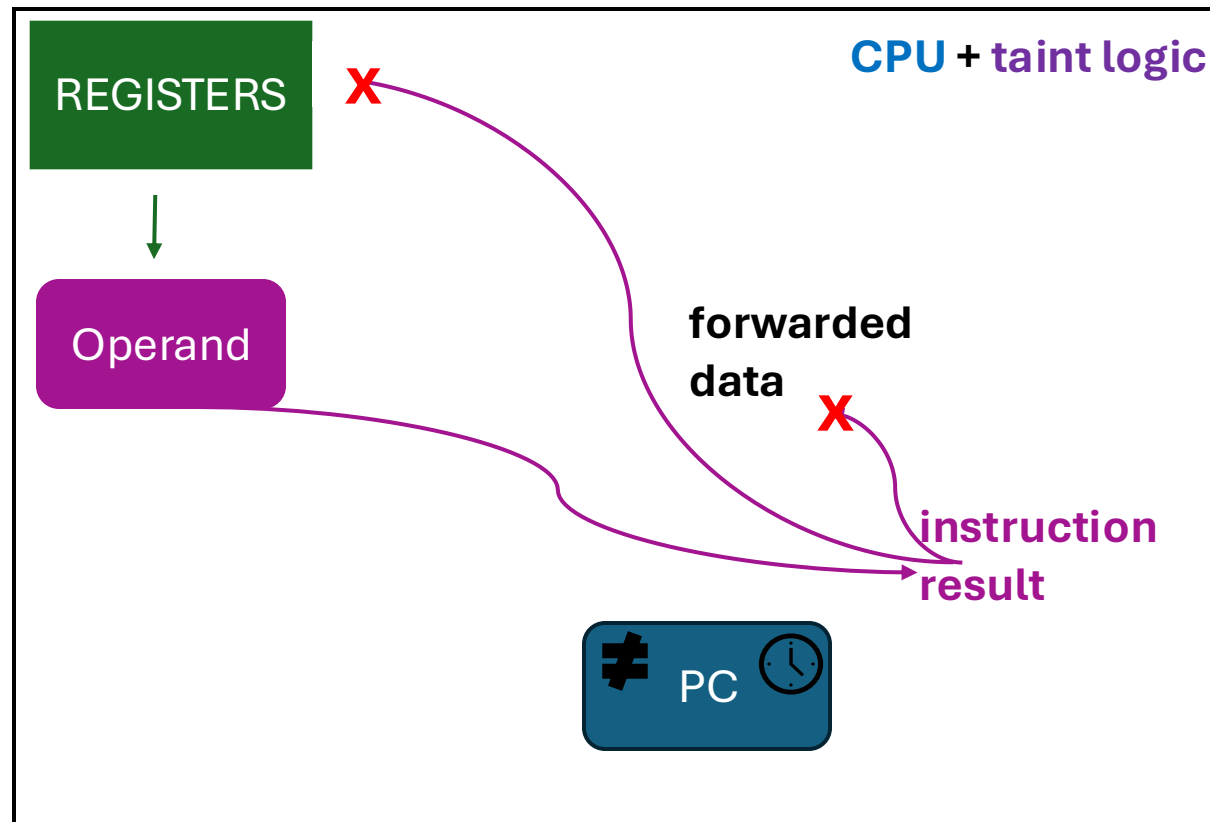 REGISTERS
CPU + taint logic
X
Operand
forwarded
data
X
instruction
result
≠ PC